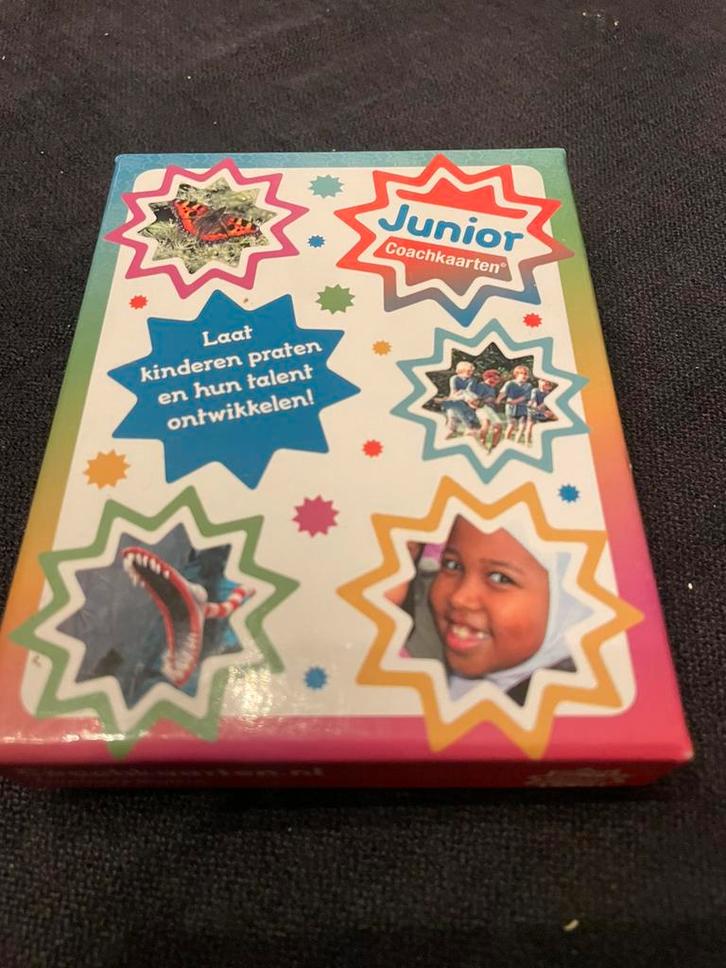 Junior
Coachkaarten®
Laat
kinderen praten
en hun talent
ontwikkelen!